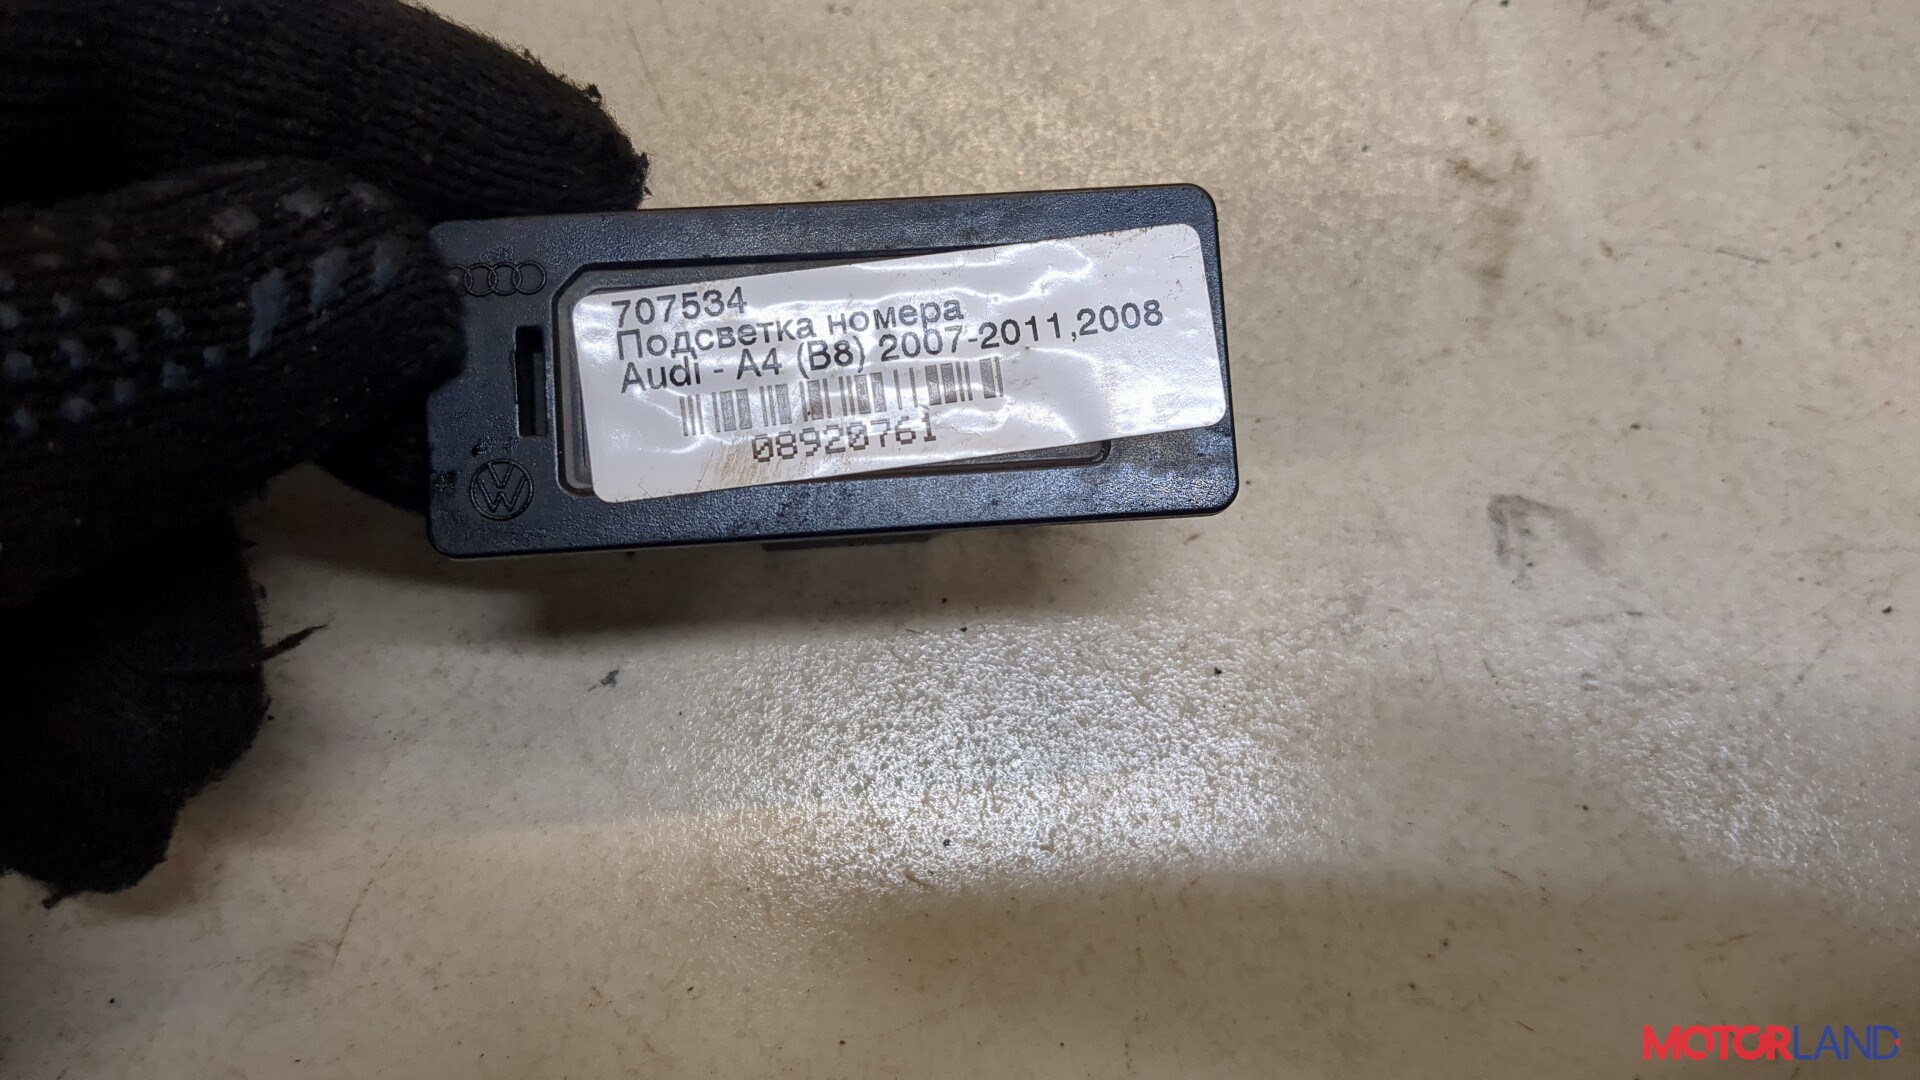 707534
Подсветка номера
Audi - A4 (B8) 2007-2011,2008
08920761
MOTORLAND